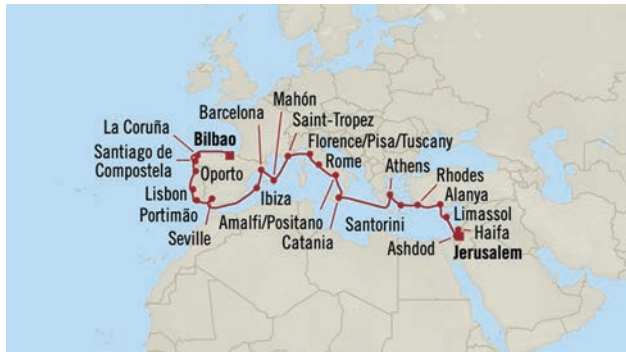 Mahón
Barcelona
Saint-Tropez
La Coruña
Bilbao
Florence/Pisa/Tuscany
Santiago de
Compostela
Oporto
Rome
Athens
Rhodes
Lisbon
Ibiza
Alanya
Portimão
Amalfi/Positano
Limassol
Seville
Catania
Santorini
Haifa
Ashdod
Jerusalem